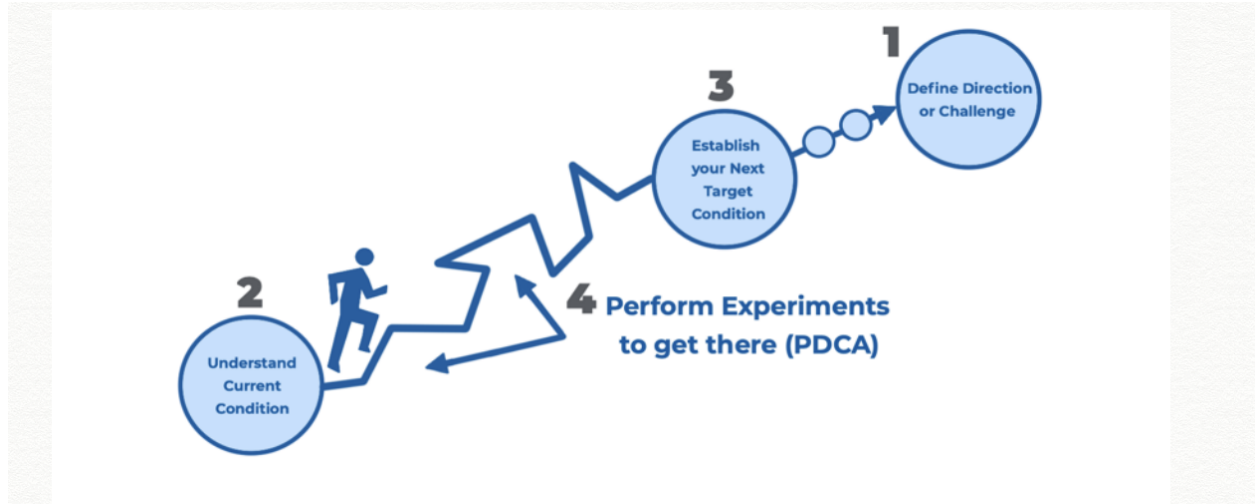 1
Define Direction
or Challenge
2
Understand
Current
Condition
3
Establish
your Next
Target
Condition
4 Perform Experiments
to get there (PDCA)